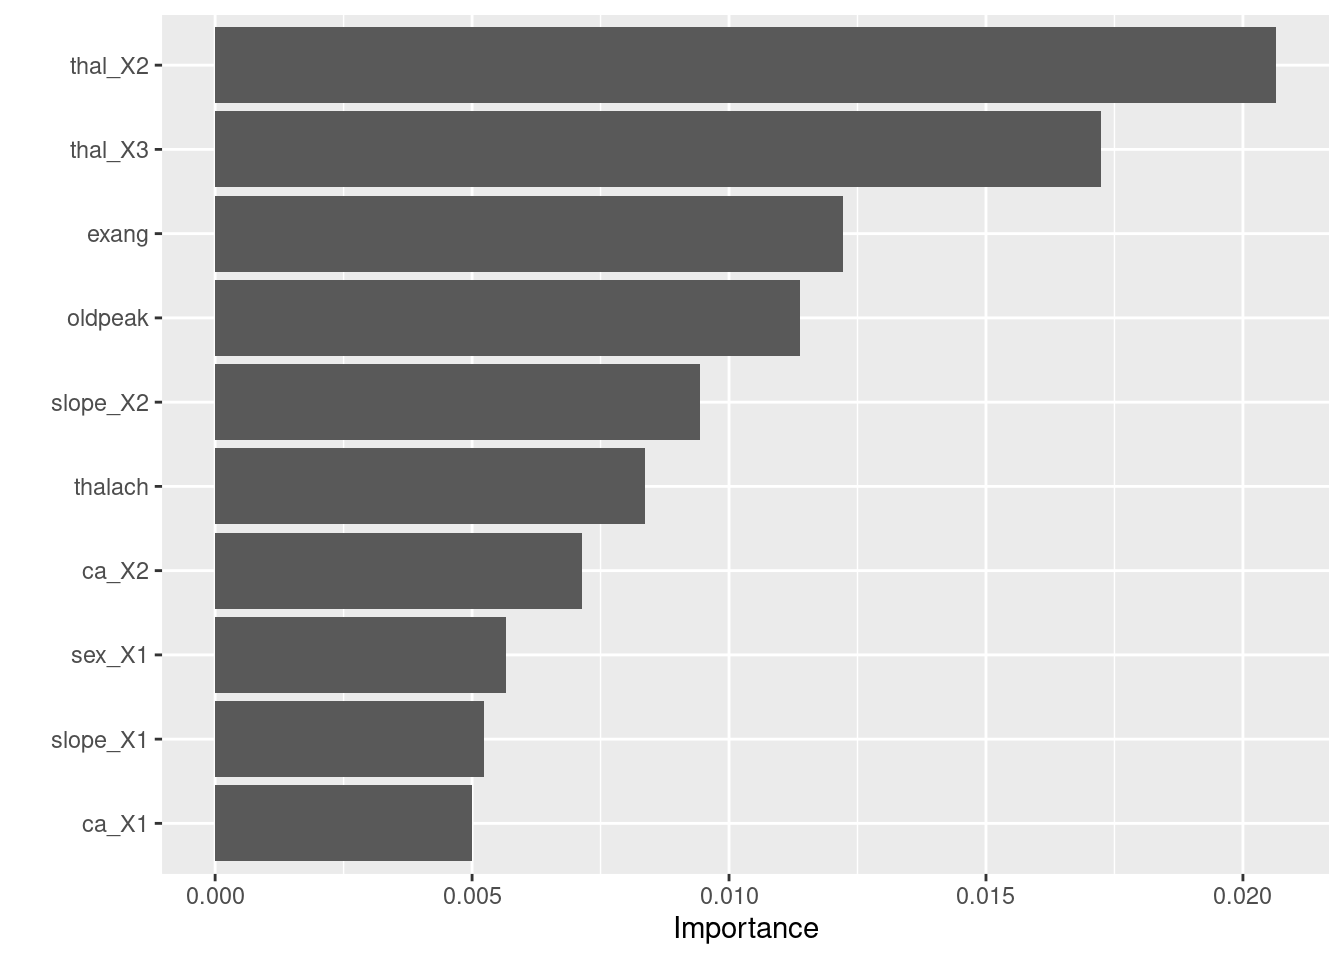 thal_X2
thal_X3
exang
oldpeak
slope_X2
thalach
ca_X2
sex_X1
slope_X1
ca_X1
0.000 0.005 0.010 0.015 0.020
Importance